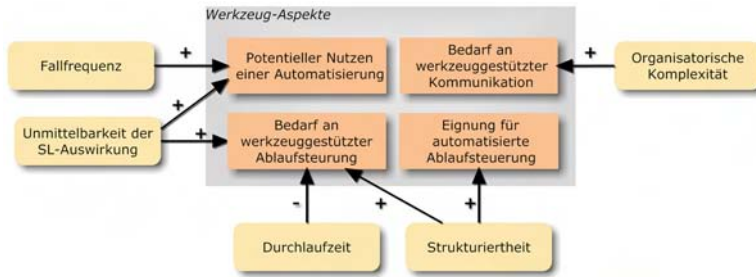 Werkzeug-Aspekte
Fallfrequenz
+
Potentieller Nutzen
einer Automatisierung
Bedarf an
werkzeuggestützter
Kommunikation
+
Organisatorische
Komplexität
+
Unmittelbarkeit der
SL-Auswirkung
+
Bedarf an
werkzeuggestützter
Ablaufsteurung
Eignung für
automatisierte
Ablaufsteuerung
-
+
+
Durchlaufzeit
Strukturiertheit